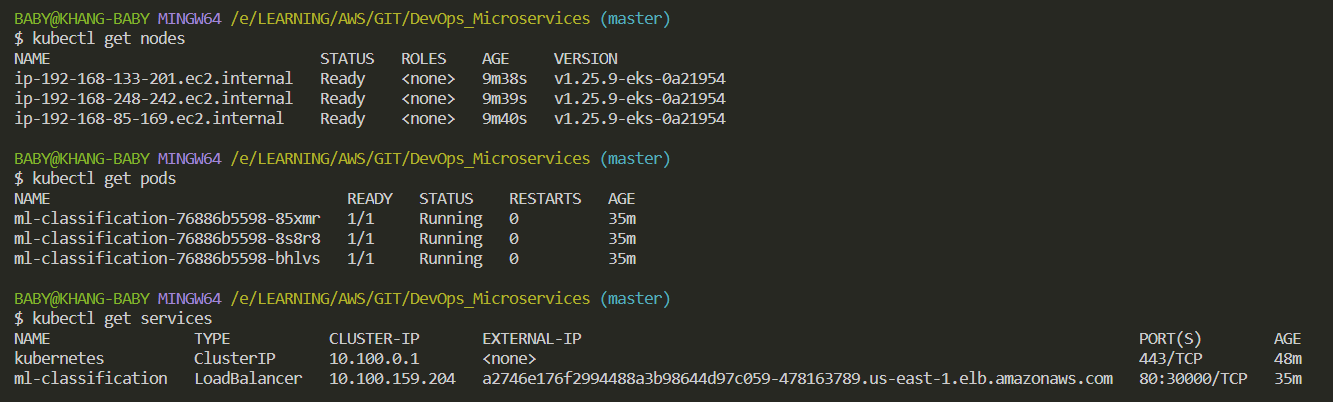 BABY@KHANG-BABY MINGW64 /e/LEARNING/AWS/GIT/DevOps_Microservices (master)
$ kubectl get nodes
NAME STATUS ROLES AGE VERSION
ip-192-168-133-201.ec2.internal Ready <none> 9m38s v1.25.9-eks-0a21954
ip-192-168-248-242.ec2.internal Ready <none> 9m39s v1.25.9-eks-0a21954
ip-192-168-85-169.ec2.internal Ready <none> 9m40s v1.25.9-eks-0a21954
BABY@KHANG-BABY MINGW64 /e/LEARNING/AWS/GIT/DevOps_Microservices (master)
$ kubectl get pods
NAME READY STATUS RESTARTS AGE
ml-classification-76886b5598-85xmr 1/1 Running 0 35m
ml-classification-76886b5598-8s8r8 1/1 Running 0 35m
ml-classification-76886b5598-bhlvs 1/1 Running 0 35m
BABY@KHANG-BABY MINGW64 /e/LEARNING/AWS/GIT/DevOps_Microservices (master)
$ kubectl get services
NAME TYPE CLUSTER-IP EXTERNAL-IP PORT(S) AGE
kubernetes ClusterIP 10.100.0.1 <none> 443/TCP 48m
ml-classification LoadBalancer 10.100.159.204 a2746e176f2994488a3b98644d97c059-478163789.us-east-1.elb.amazonaws.com 80:30000/TCP 35m